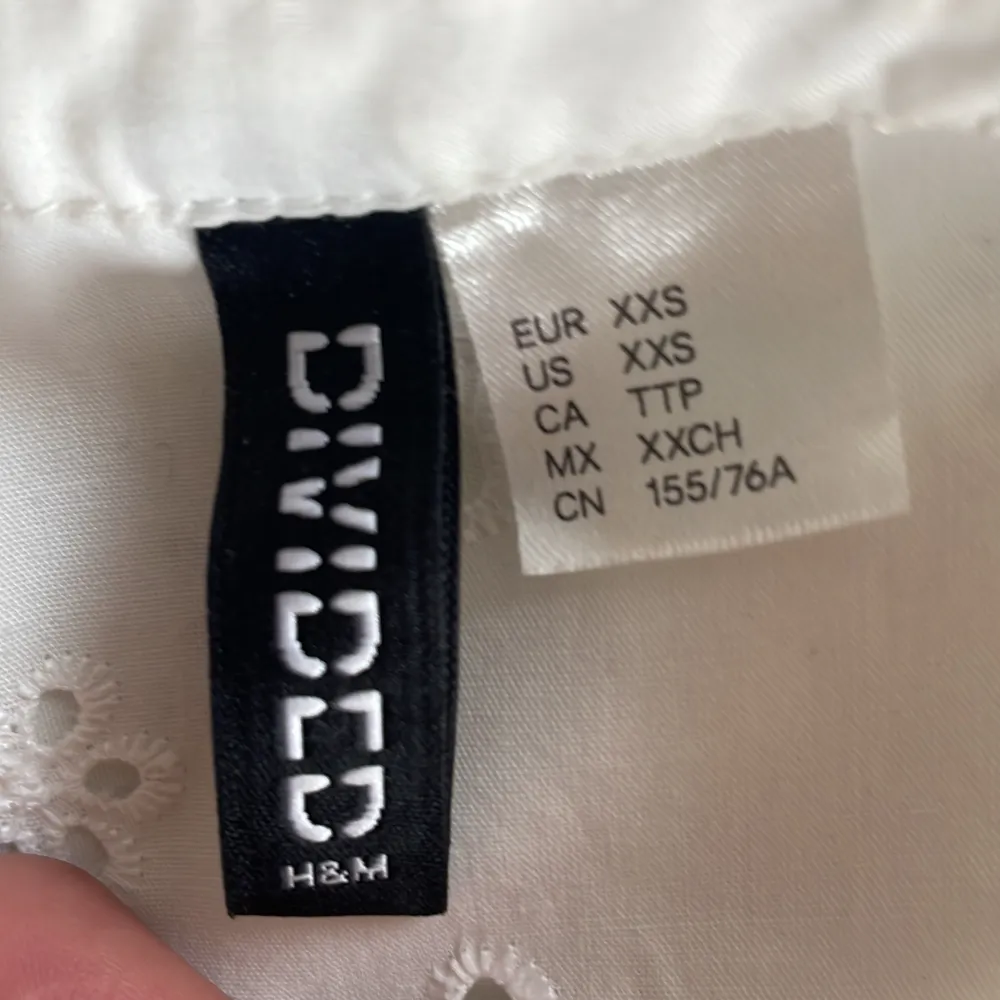 DIVIDED
H&M
EUR XXS
US XXS
CA TTP
MX XXCH
CN 155/76A